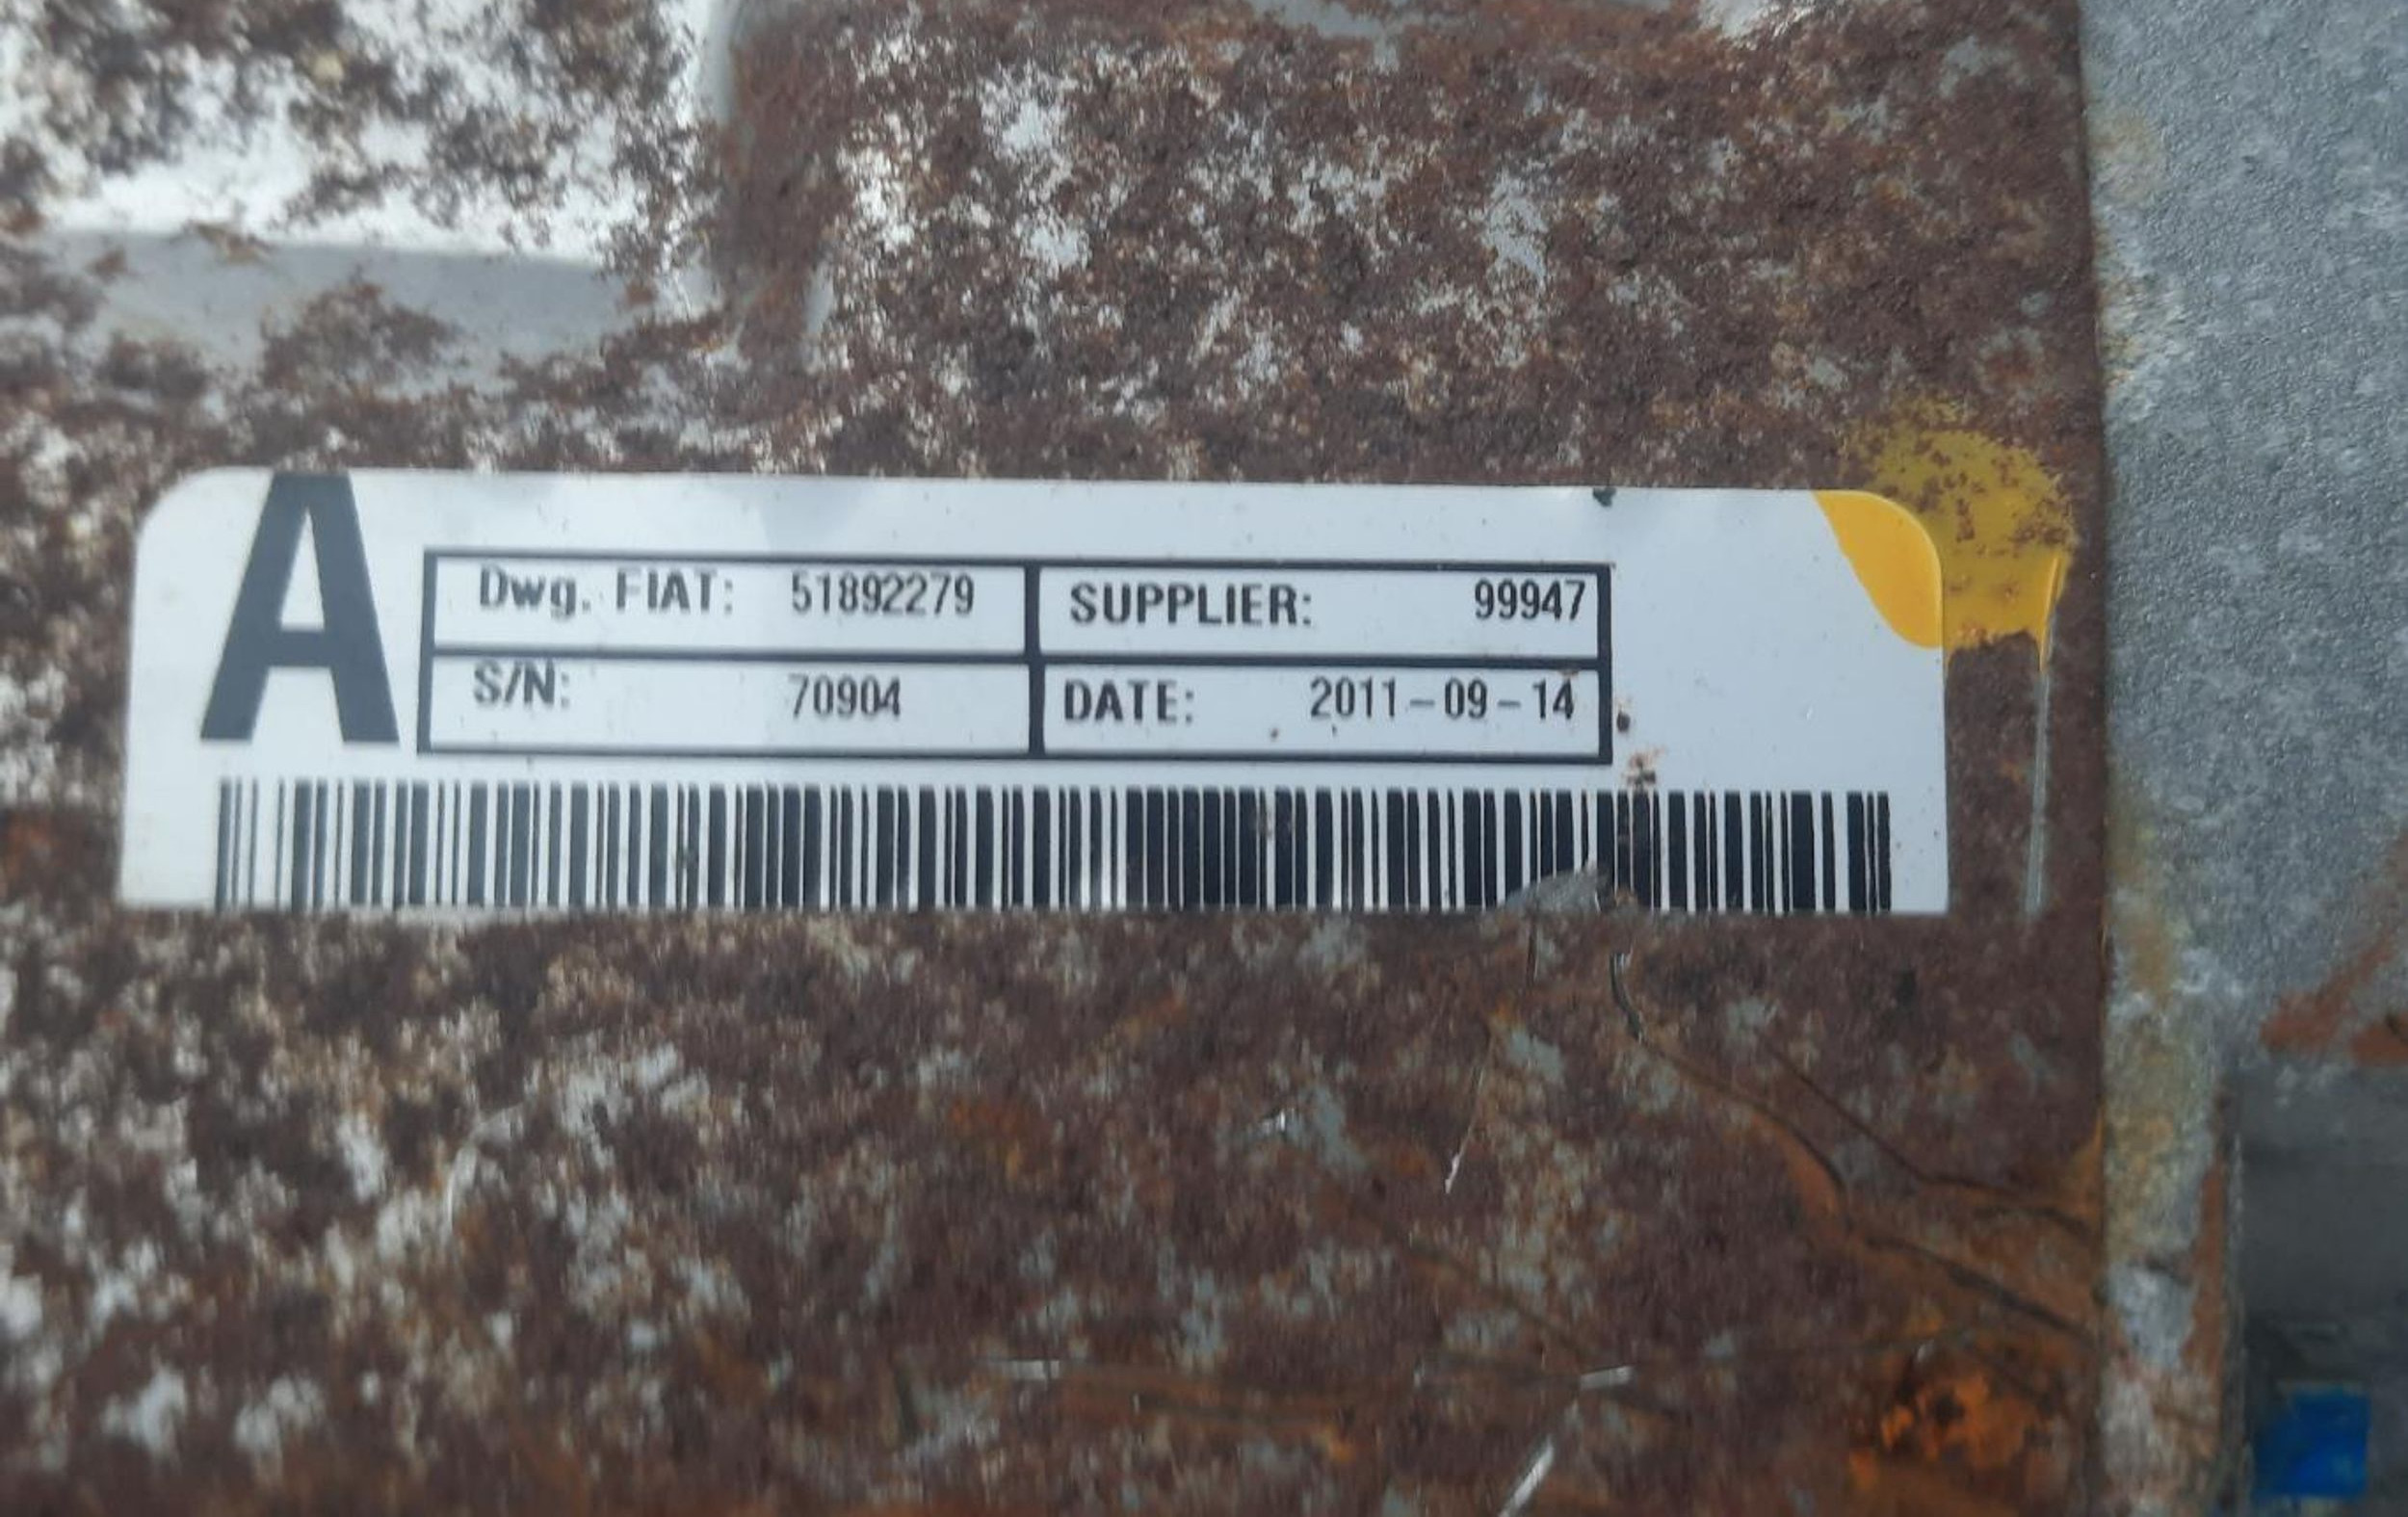 A
Dwg. FIAT: 51892279 SUPPLIER: 99947
S/N: 70904 DATE: 2011-09-14